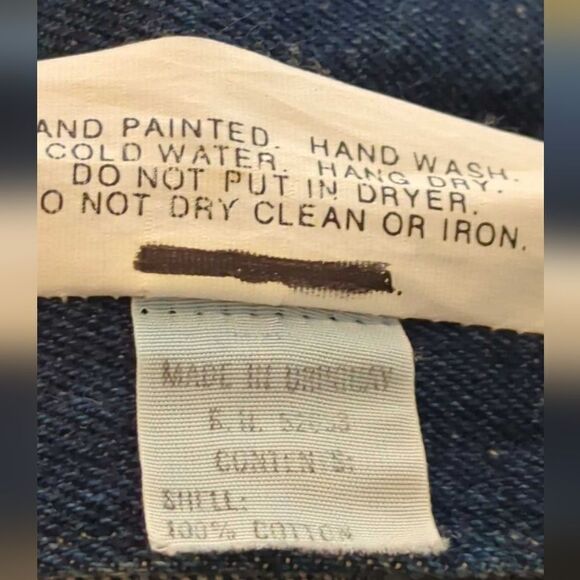 AND PAINTED. HAND WASH.
COLD WATER. HANG DRY.
DO NOT PUT IN DRYER.
O NOT DRY CLEAN OR IRON.
MADE IN URUGUAY
R.N.
CONTENTS:
SHELL:
100% COTTON